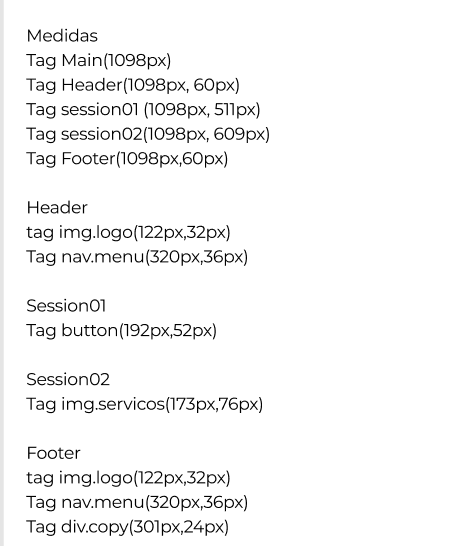 Medidas
Tag Main(1098px)
Tag Header(1098px, 60px)
Tag session01 (1098px, 511px)
Tag session02(1098px, 609px)
Tag Footer(1098px,60px)
Header
tag img.logo(122px,32px)
Tag nav.menu(320px,36px)
Session01
Tag button(192px,52px)
Session02
Tag img.servicos(173px,76px)
Footer
tag img.logo(122px,32px)
Tag nav.menu(320px,36px)
Tag div.copy(301px,24px)